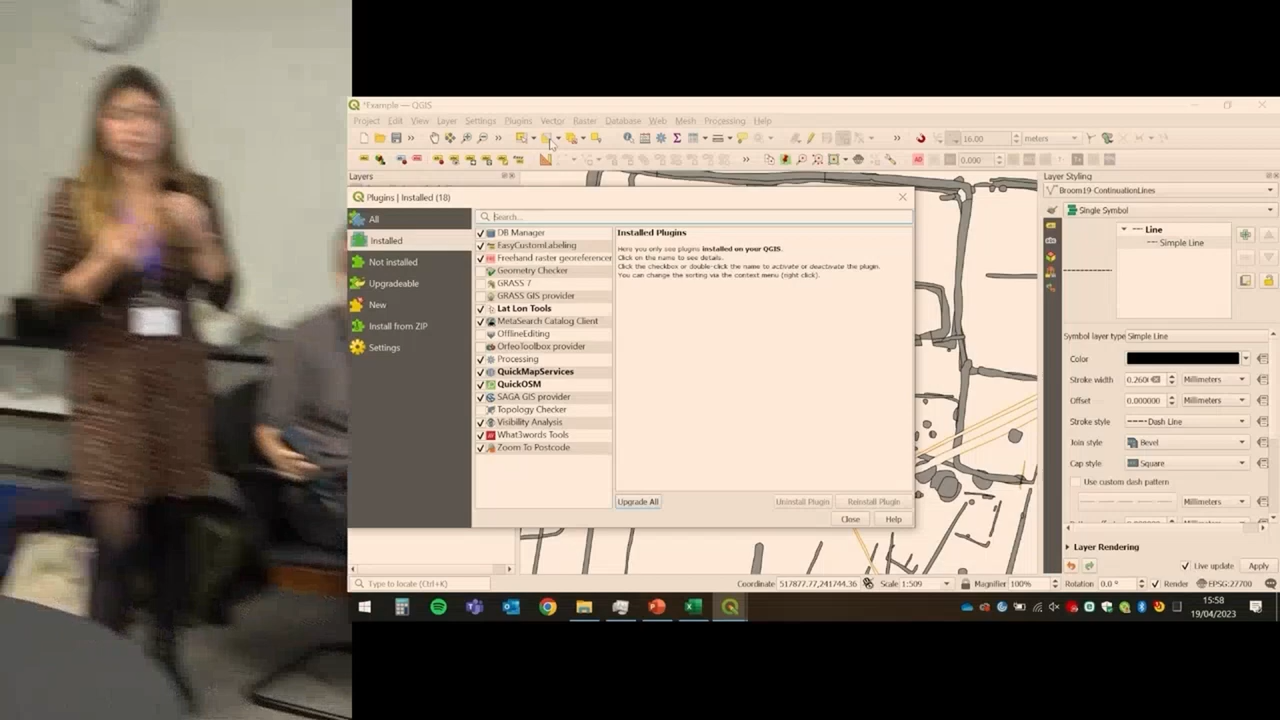 *Example — QGIS
Project Edit View Layer Settings Plugins Vector Raster Database Web Mesh Processing Help
16.00 meters
0.000
Layers
Layer Styling
Plugins | Installed (18)
Broom19-ContinuationLines
All
Search...
Single Symbol
Installed
DB Manager
Installed Plugins
Line
EasyCustomLabeling
Here you only see plugins installed on your QGIS.
Simple Line
Not installed
Freehand raster georeferencer
Click on the name to see details.
Geometry Checker
Click the checkbox or double-click the name to activate or deactivate the plugin.
Upgradeable
GRASS 7
You can change the sorting via the context menu (right click).
GRASS GIS provider
New
Lat Lon Tools
Install from ZIP
MetaSearch Catalog Client
OfflineEditing
Symbol layer type Simple Line
Settings
OrfeoToolbox provider
Processing
Color
QuickMapServices
Stroke width 0.260 Millimeters
QuickOSM
SAGA GIS provider
Offset 0.000000 Millimeters
Topology Checker
Visibility Analysis
Stroke style Dash Line
What3words Tools
Join style Bevel
Zoom To Postcode
Cap style Square
Use custom dash pattern
Upgrade All Uninstall Plugin Reinstall Plugin
Millimeters
Close Help
Layer Rendering
Live update Apply
Type to locate (Ctrl+K) Coordinate 517877.77,241744.36 Scale 1:509 Magnifier 100% Rotation 0.0 ° Render EPSG:27700
15:58
19/04/2023